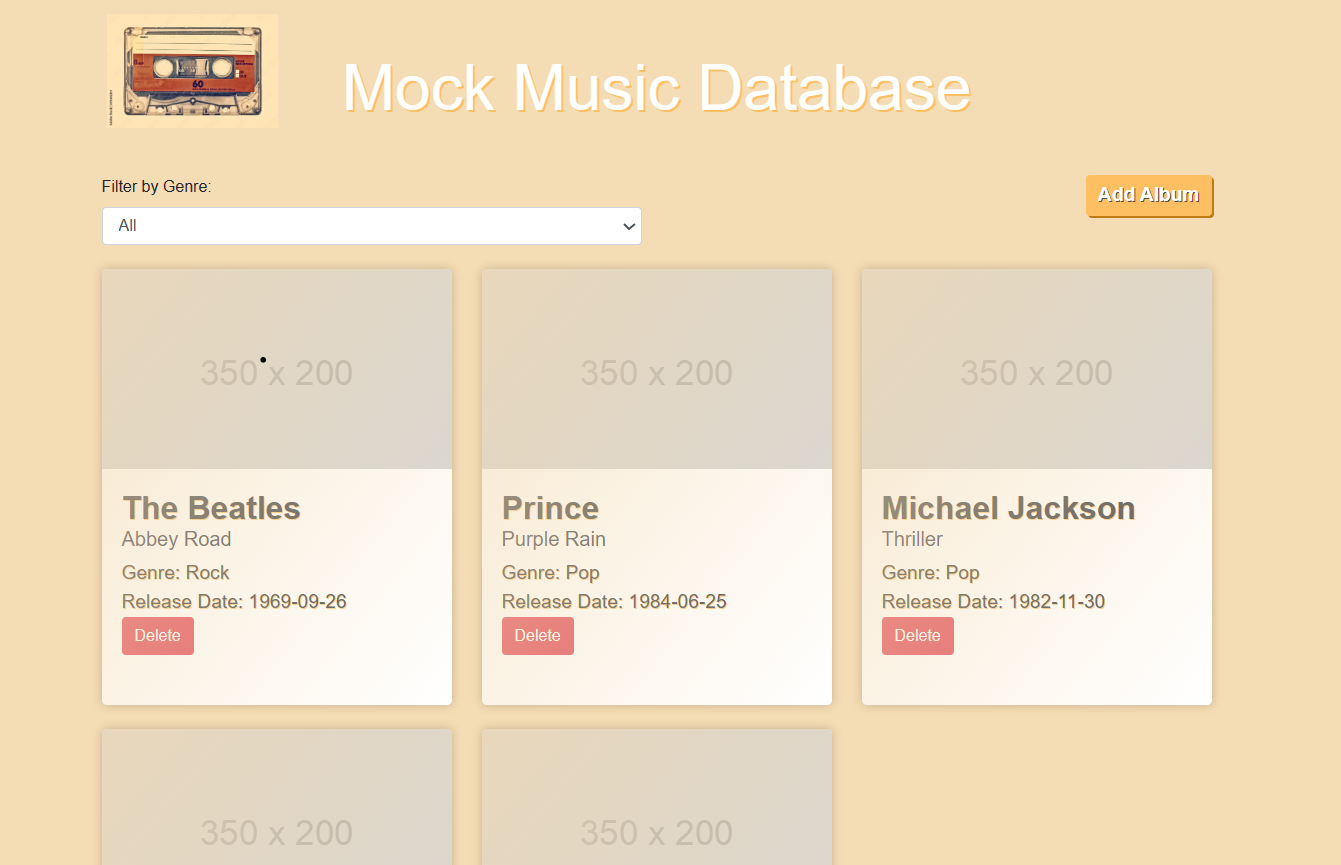 60
Mock Music Database
Filter by Genre:
Add Album
All
350 x 200
350 x 200
350 x 200
The Beatles
Abbey Road
Genre: Rock
Release Date: 1969-09-26
Delete
Prince
Purple Rain
Genre: Pop
Release Date: 1984-06-25
Delete
Michael Jackson
Thriller
Genre: Pop
Release Date: 1982-11-30
Delete
350 x 200
350 x 200